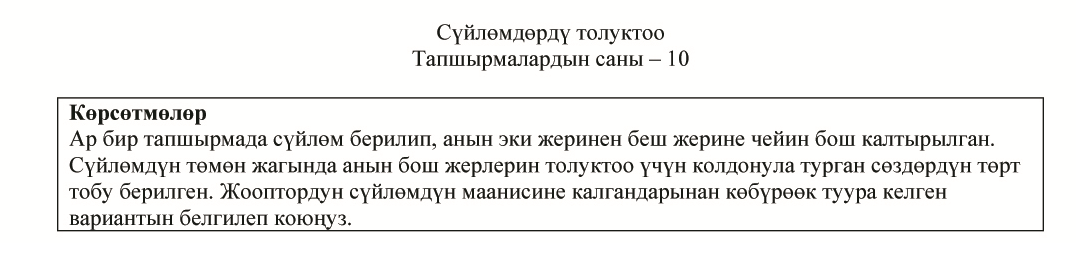 Сүйлөмдөрдү толуктоо
Тапшырмалардын саны – 10
Көрсөтмөлөр
Ар бир тапшырмада сүйлөм берилип, анын эки жеринен беш жерине чейин бош калтырылган.
Сүйлөмдүн төмөн жагында анын бош жерлерин толуктоо үчүн колдонула турган сөздөрдүн төрт
тобу берилген. Жооптордун сүйлөмдүн маанисине калгандарынан көбүрөөк туура келген
вариантын белгилеп коюңуз.